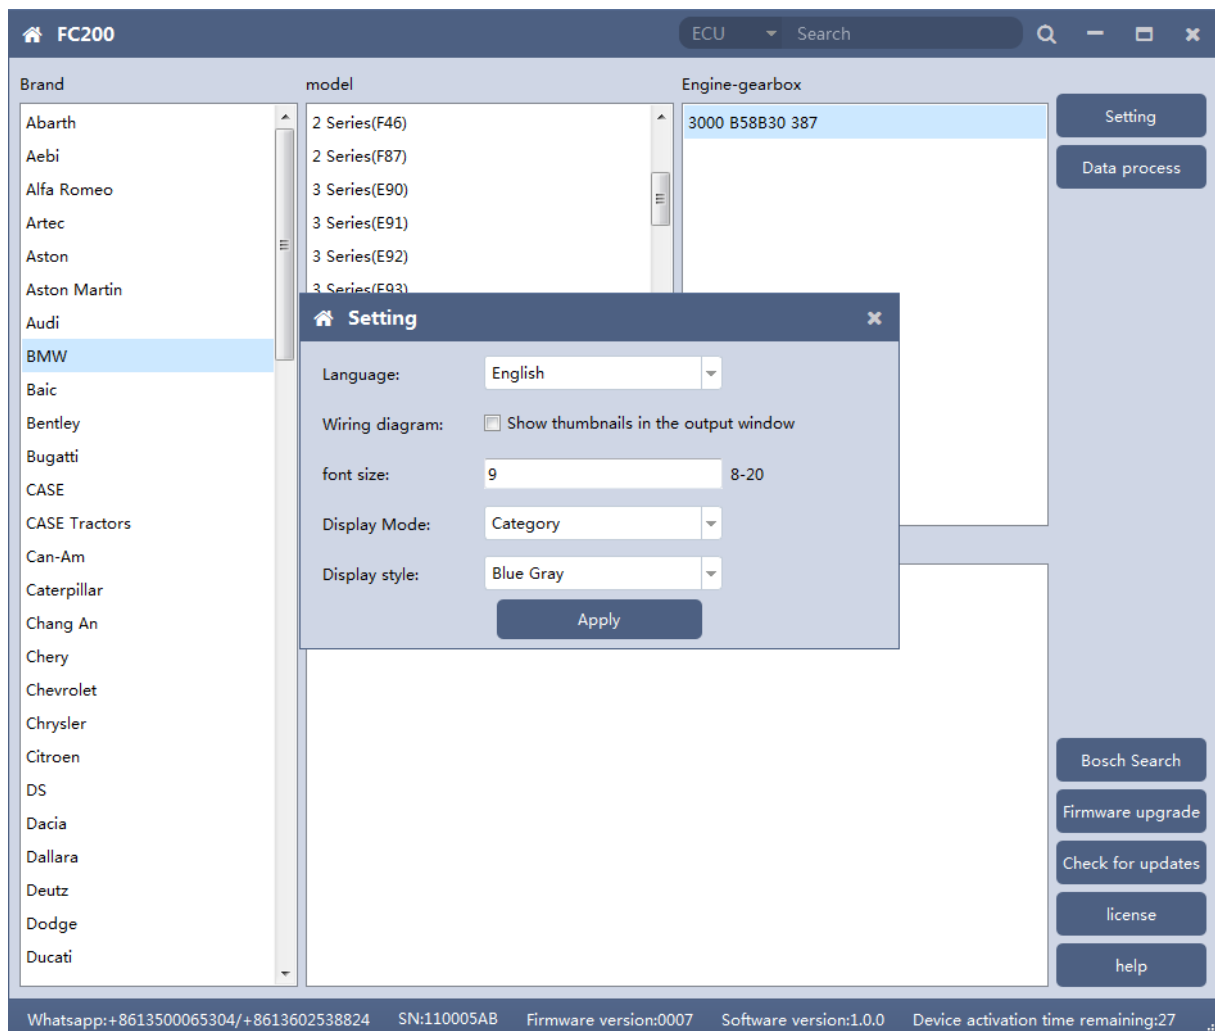 FC200
ECU
Search
Brand
model
Engine-gearbox
Abarth
Aebi
Alfa Romeo
Artec
Aston
Aston Martin
Audi
BMW
Baic
Bentley
Bugatti
CASE
CASE Tractors
Can-Am
Caterpillar
Chang An
Chery
Chevrolet
Chrysler
Citroen
DS
Dacia
Dallara
Deutz
Dodge
Ducati
2 Series(F46)
2 Series(F87)
3 Series(E90)
3 Series(E91)
3 Series(E92)
3 Series(E93)
3000 B58B30 387
Setting
Data process
Setting
Language:
English
Wiring diagram:
Show thumbnails in the output window
font size:
9
8-20
Display Mode:
Category
Display style:
Blue Gray
Apply
Bosch Search
Firmware upgrade
Check for updates
license
help
Whatsapp:+8613500065304/+8613602538824
SN:110005AB
Firmware version:0007
Software version:1.0.0
Device activation time remaining:27